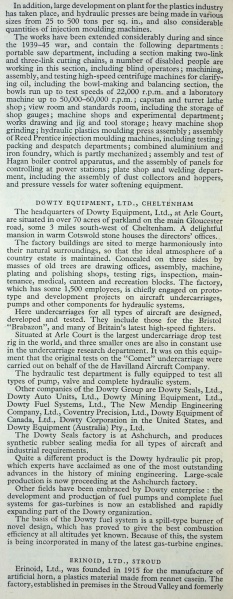 In addition, large development on plant for the plastics industry
has taken place, and hydraulic presses are being made in various
sizes from 25 to 500 tons per sq. in., and also considerable
quantities of injection moulding machines.
The works have been extended considerably during and since
the 1939-45 war, and contain the following departments:
portable saw department, including a section making two-link
and three-link cutting chains, a number of disabled people are
working in this section, including blind operators; machining,
assembly, and testing high-speed centrifuge machines for clarify-
ing oil, including the bowl-making and balancing section, the
bowls run up to test speeds of 22,000 r.p.m. and a laboratory
machine up to 50,000-60,000 r.p.m.; capstan and turret lathe
shop; view room and standards room, including the storage of
shop gauges; machine shops and experimental department;
works drawing and jig and tool storage; heavy machine shop
grinding; hydraulic plastics moulding press assembly; assembly
of Reed Prentice injection moulding machines, including testing;
packing and despatch departments; combined aluminium and
iron foundry, which is partly mechanized; assembly and test of
Hagan boiler control apparatus, and the assembly of panels for
controlling at power stations; plate shop and welding depart-
ment, including the assembly of dust collectors and hoppers,
and pressure vessels for water softening equipment.
DOWTY EQUIPMENT, LTD., CHELTENHAM
The headquarters of Dowty Equipment, Ltd., at Arle Court,
are situated in over 70 acres of parkland on the main Gloucester
road, some 3 miles south-west of Cheltenham. A delightful
mansion in warm Cotswold stone houses the directors' offices.
The factory buildings are sited to merge harmoniously into
their natural surroundings, so that the ideal atmosphere of a
country estate is maintained. Concealed on three sides by
masses of old trees are drawing offices, assembly, machine,
plating and polishing shops, testing rigs, inspection, main-
tenance, medical, canteen and recreation blocks. The factory,
which has some 1,500 employees, is chiefly engaged on proto-
type and development projects on aircraft undercarriages,
pumps and other components for hydraulic systems.
Here undercarriages for all types of aircraft are designed,
developed and tested. They include those for the Bristol
"Brabazon", and many of Britain's latest high-speed fighters.
Situated at Arle Court is the largest undercarriage drop test
rig in the world, and three smaller ones are also in constant use
in the undercarriage research department. It was on this equip-
ment that the original tests on the "Comet" undercarriage were
carried out on behalf of the de Havilland Aircraft Company.
The hydraulic test department is fully equipped to test all
types of pump, valve and complete hydraulic system.
Other companies of the Dowty Group are Dowty Seals, Ltd.,
Dowty Auto Units, Ltd., Dowty Mining Equipment, Ltd.,
Dowty Fuel Systems, Ltd., The New Mendip Engineering
Company, Ltd., Coventry Precision, Ltd., Dowty Equipment of
Canada, Ltd., Dowty Corporation in the United States, and
Dowty Equipment (Australia) Pty., Ltd.
The Dowty Seals factory is at Ashchurch, and produces
synthetic rubber sealing media for all types of aircraft and
industrial requirements.
Quite a different product is the Dowty hydraulic pit prop,
which experts have acclaimed as one of the most outstanding
advances in the history of mining engineering. Large-scale
production is now proceeding at the Ashchurch factory.
Other fields have been embraced by Dowty enterprise: the
development and production of fuel pumps and complete fuel
systems for gas-turbines is now an established and rapidly
expanding part of the Dowty organization.
The basis of the Dowty fuel system is a spill-type burner of
novel design, which has proved to give the best combustion
efficiency at all altitudes yet known. Because of this, the system
is being incorporated in many of the latest gas-turbine engines.
ERINOID, LTD., STROUD
Erinoid, Ltd., was founded in 1915 for the manufacture of
artificial horn, a plastics material made from rennet casein. The
factory, established in premises in the Stroud Valley and formerly